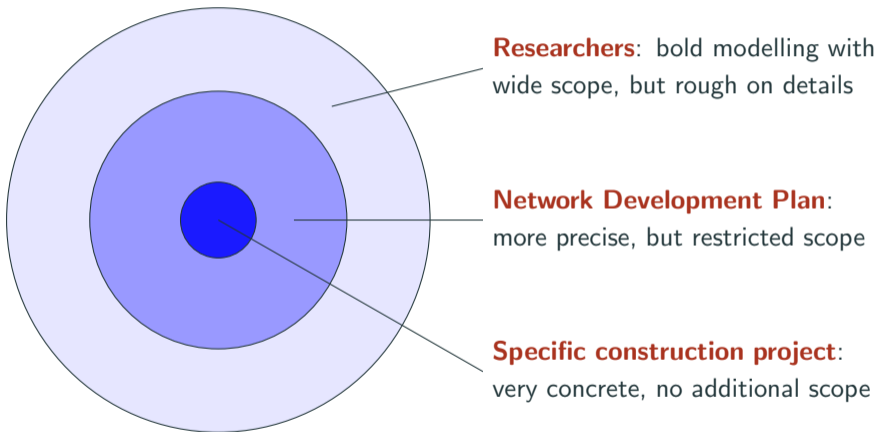 Researchers: bold modelling with
wide scope, but rough on details
Network Development Plan:
more precise, but restricted scope
Specific construction project:
very concrete, no additional scope